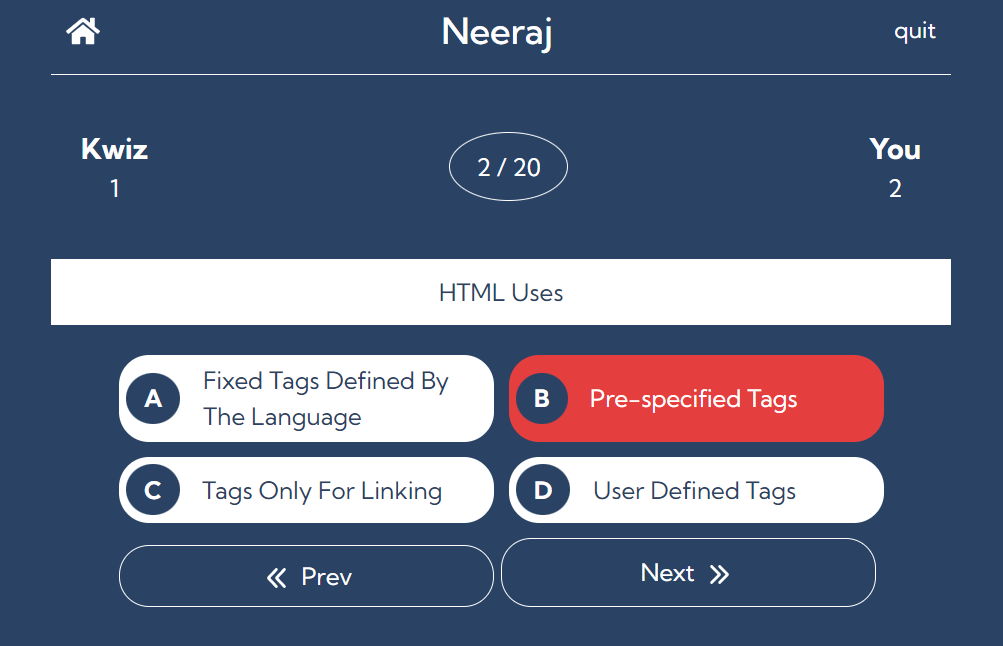 Neeraj
quit
Kwiz
1
2 / 20
You
2
HTML Uses
A
Fixed Tags Defined By
The Language
B
Pre-specified Tags
C
Tags Only For Linking
D
User Defined Tags
Prev
Next